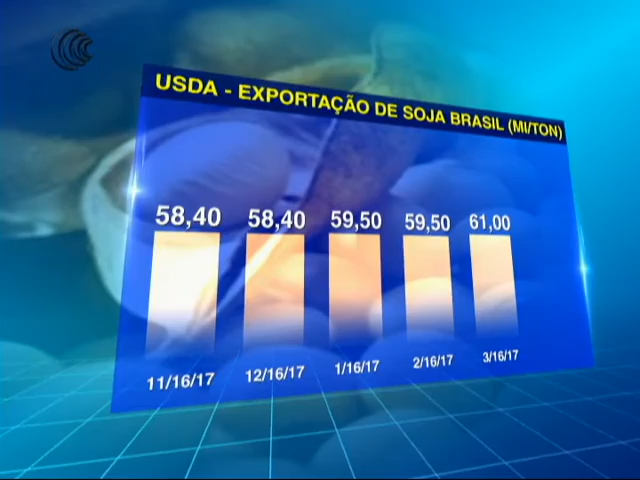 USDA - EXPORTAÇÃO DE SOJA BRASIL (MI/TON)
58,40 58,40 59,50 59,50 61,00
11/16/17 12/16/17 1/16/17 2/16/17 3/16/17